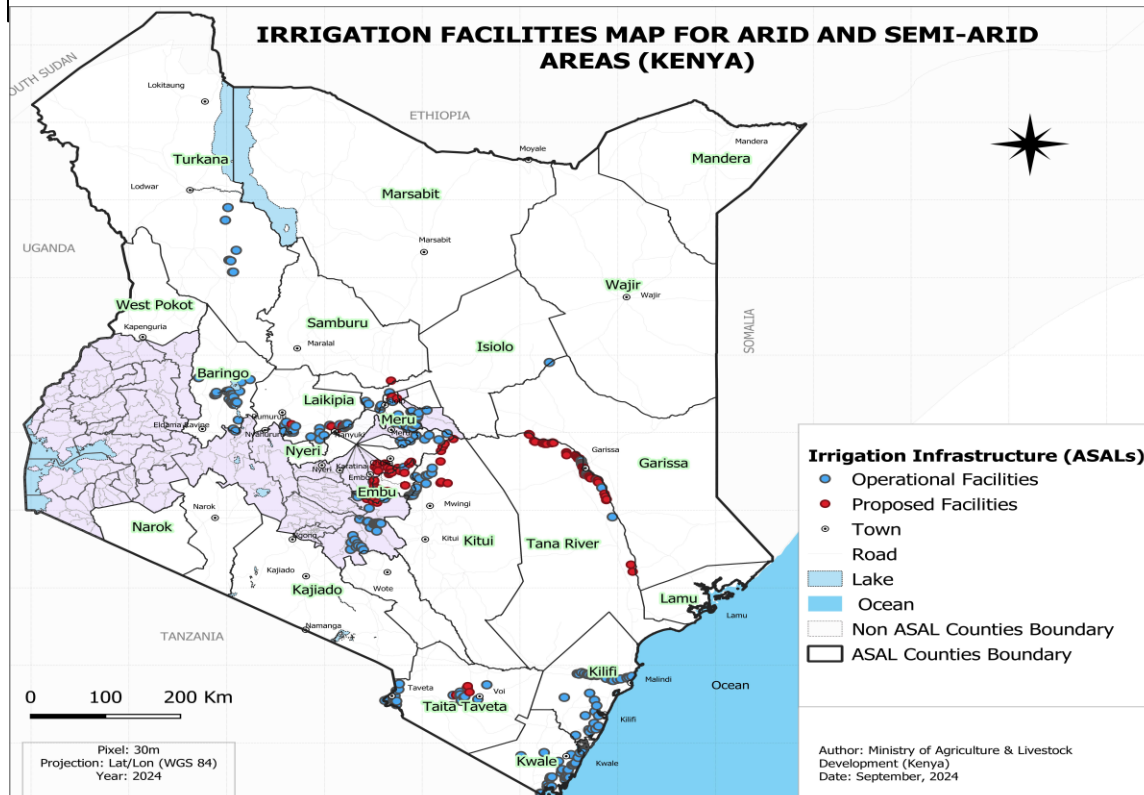 IRRIGATION FACILITIES MAP FOR ARID AND SEMI-ARID
AREAS (KENYA)
OUTH SUDAN
ETHIOPIA
UGANDA
SOMALIA
TANZANIA
Lokitaung
Turkana
Lodwar
Moyale
Mandera
Mandera
Marsabit
Marsabit
Wajir
Wajir
West Pokot
Kapenguria
Samburu
Maralal
Isiolo
Baringo
Laikipia
Meru
Nyeri
Nyeri
Karatina
Embu
Garissa
Garissa
Narok
Narok
Mwingi
Kitui
Kitui
Tana River
Kajiado
Kajiado
Wote
Namanga
Lamu
Lamu
Taveta
Voi
Taita Taveta
Kilifi
Malindi
Kilifi
Kwale
Kwale
Ocean
Irrigation Infrastructure (ASALs)
Operational Facilities
Proposed Facilities
Town
Road
Lake
Ocean
Non ASAL Counties Boundary
ASAL Counties Boundary
0 100 200 Km
Pixel: 30m
Projection: Lat/Lon (WGS 84)
Year: 2024
Author: Ministry of Agriculture & Livestock
Development (Kenya)
Date: September, 2024